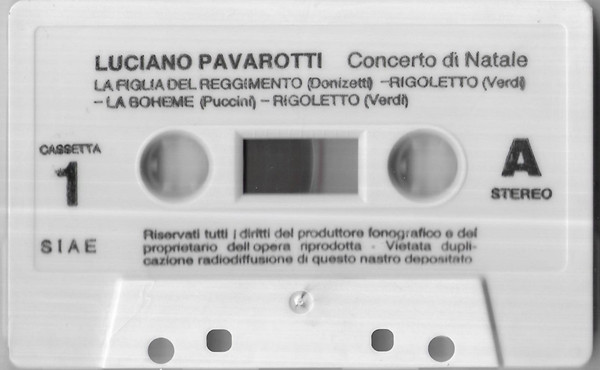 LUCIANO PAVAROTTI Concerto di Natale
LA FIGLIA DEL REGGIMENTO (Donizetti) -RIGOLETTO (Verdi)
- LA BOHEME (Puccini) - RIGOLETTO (Verdi)
CASSETTA
1
A
STEREO
SIAE
Riservati tutti i diritti del produttore fonografico e del
proprietario dell'opera riprodotta - Vietata dupli-
cazione radiodiffusione di questo nastro depositato